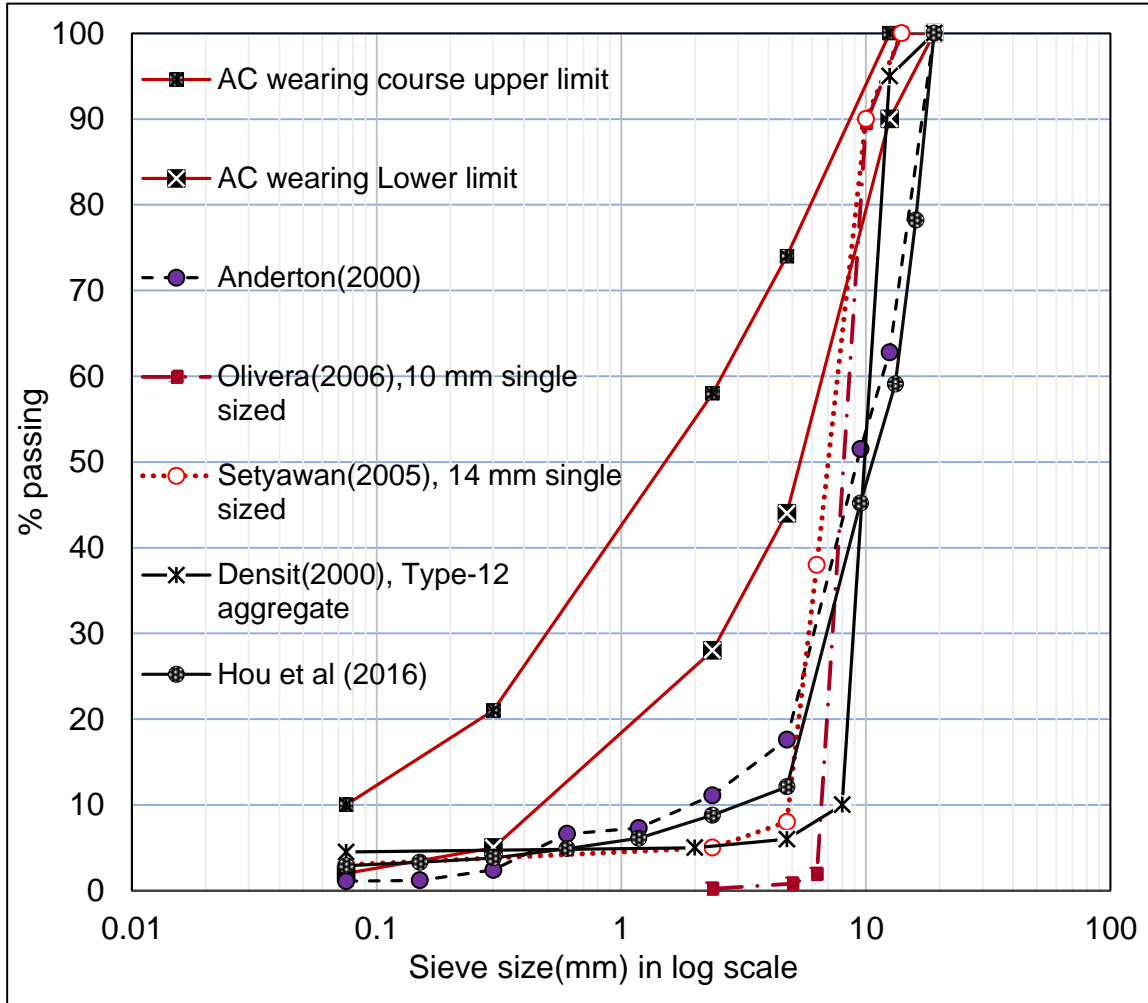 100
90
80
70
60
50
40
30
20
10
0
% passing
AC wearing course upper limit
AC wearing Lower limit
Anderton(2000)
Olivera(2006),10 mm single
sized
Setyawan(2005), 14 mm single
sized
Densit(2000), Type-12
aggregate
Hou et al (2016)
0.01 0.1 1 10 100
Sieve size(mm) in log scale